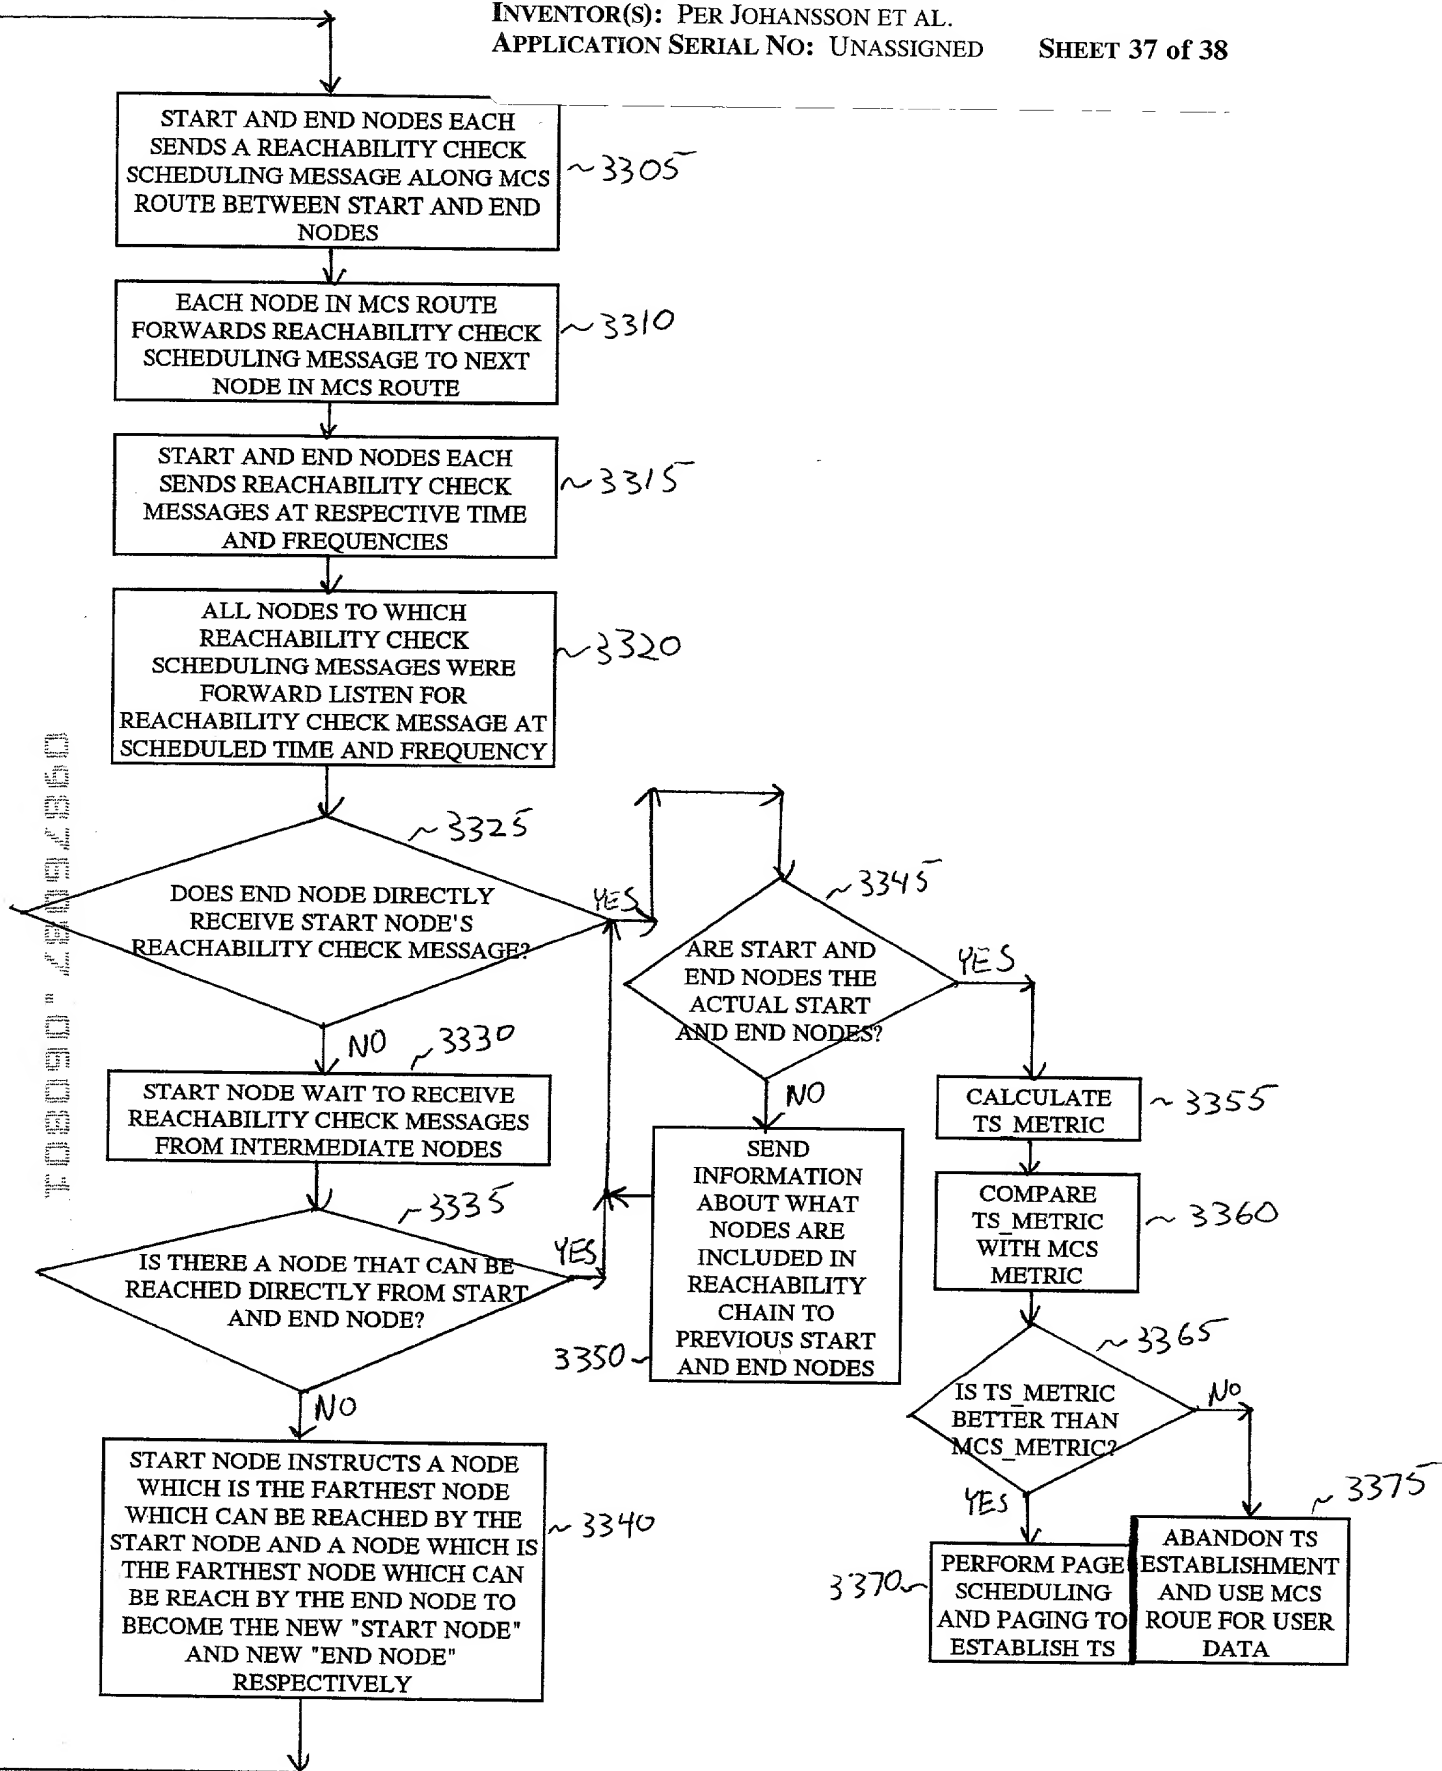 INVENTOR(S): PER JOHANSSON ET AL.
APPLICATION SERIAL NO: UNASSIGNED SHEET 37 of 38
START AND END NODES EACH
SENDS A REACHABILITY CHECK
SCHEDULING MESSAGE ALONG MCS
ROUTE BETWEEN START AND END
NODES
~3305
EACH NODE IN MCS ROUTE
FORWARDS REACHABILITY CHECK
SCHEDULING MESSAGE TO NEXT
NODE IN MCS ROUTE
~3310
START AND END NODES EACH
SENDS REACHABILITY CHECK
MESSAGES AT RESPECTIVE TIME
AND FREQUENCIES
~3315
ALL NODES TO WHICH
REACHABILITY CHECK
SCHEDULING MESSAGES WERE
FORWARD LISTEN FOR
REACHABILITY CHECK MESSAGE AT
SCHEDULED TIME AND FREQUENCY
~3320
~3325
DOES END NODE DIRECTLY
RECEIVE START NODE'S
REACHABILITY CHECK MESSAGE?
YES
NO
~3330
START NODE WAIT TO RECEIVE
REACHABILITY CHECK MESSAGES
FROM INTERMEDIATE NODES
~3335
IS THERE A NODE THAT CAN BE
REACHED DIRECTLY FROM START
AND END NODE?
YES
NO
START NODE INSTRUCTS A NODE
WHICH IS THE FARTHEST NODE
WHICH CAN BE REACHED BY THE
START NODE AND A NODE WHICH IS
THE FARTHEST NODE WHICH CAN
BE REACH BY THE END NODE TO
BECOME THE NEW "START NODE"
AND NEW "END NODE"
RESPECTIVELY
~3340
~3345
ARE START AND
END NODES THE
ACTUAL START
AND END NODES?
YES
NO
SEND
INFORMATION
ABOUT WHAT
NODES ARE
INCLUDED IN
REACHABILITY
CHAIN TO
PREVIOUS START
AND END NODES
3350~
CALCULATE
TS_METRIC
~3355
COMPARE
TS_METRIC
WITH MCS
METRIC
~3360
~3365
IS TS_METRIC
BETTER THAN
MCS_METRIC?
NO
YES
3370~
PERFORM PAGE
SCHEDULING
AND PAGING TO
ESTABLISH TS
~3375
ABANDON TS
ESTABLISHMENT
AND USE MCS
ROUE FOR USER
DATA